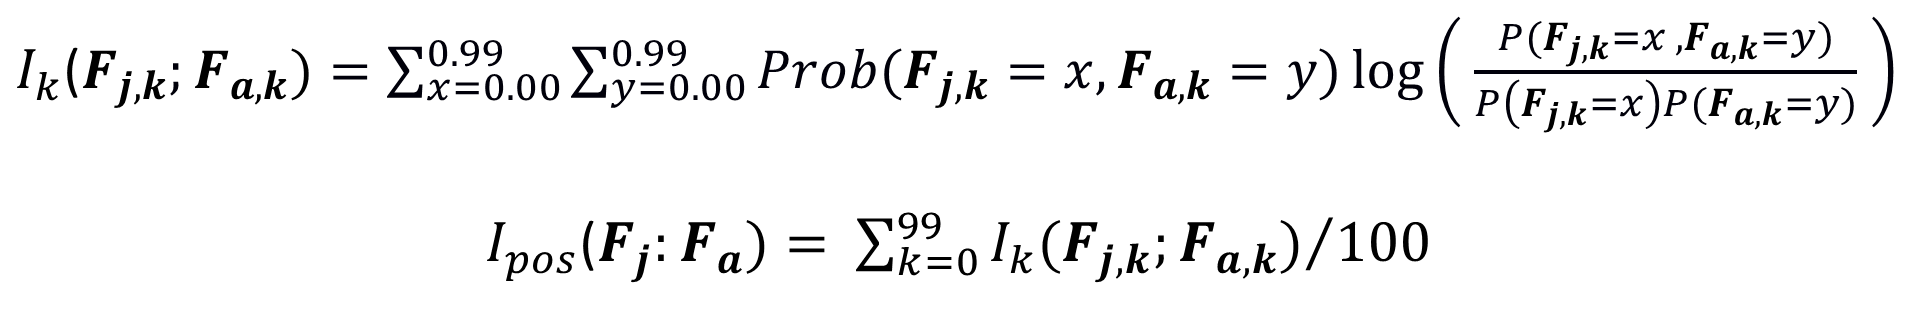 I_k(F_{j,k}; F_{a,k}) = ∑_{x=0.00}^{0.99} ∑_{y=0.00}^{0.99} Prob(F_{j,k} = x, F_{a,k} = y) log( P(F_{j,k}=x ,F_{a,k}=y) / P(F_{j,k}=x)P(F_{a,k}=y) )
I_{pos}(F_j: F_a) = ∑_{k=0}^{99} I_k(F_{j,k}; F_{a,k})/100